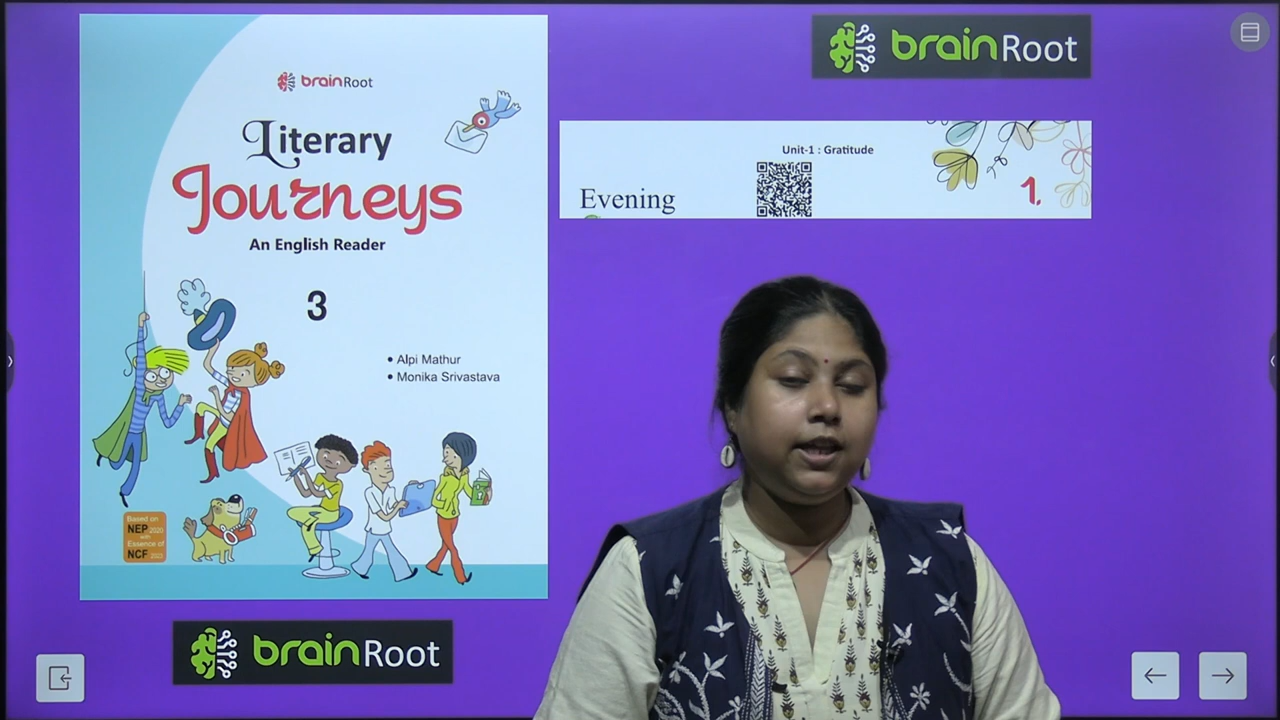 brainRoot
Literary
Journeys
An English Reader
3
• Alpi Mathur
• Monika Srivastava
Based on
NEP 2020
with
Essence of
NCF
brainRoot
brainRoot
Unit-1 : Gratitude
Evening
1.